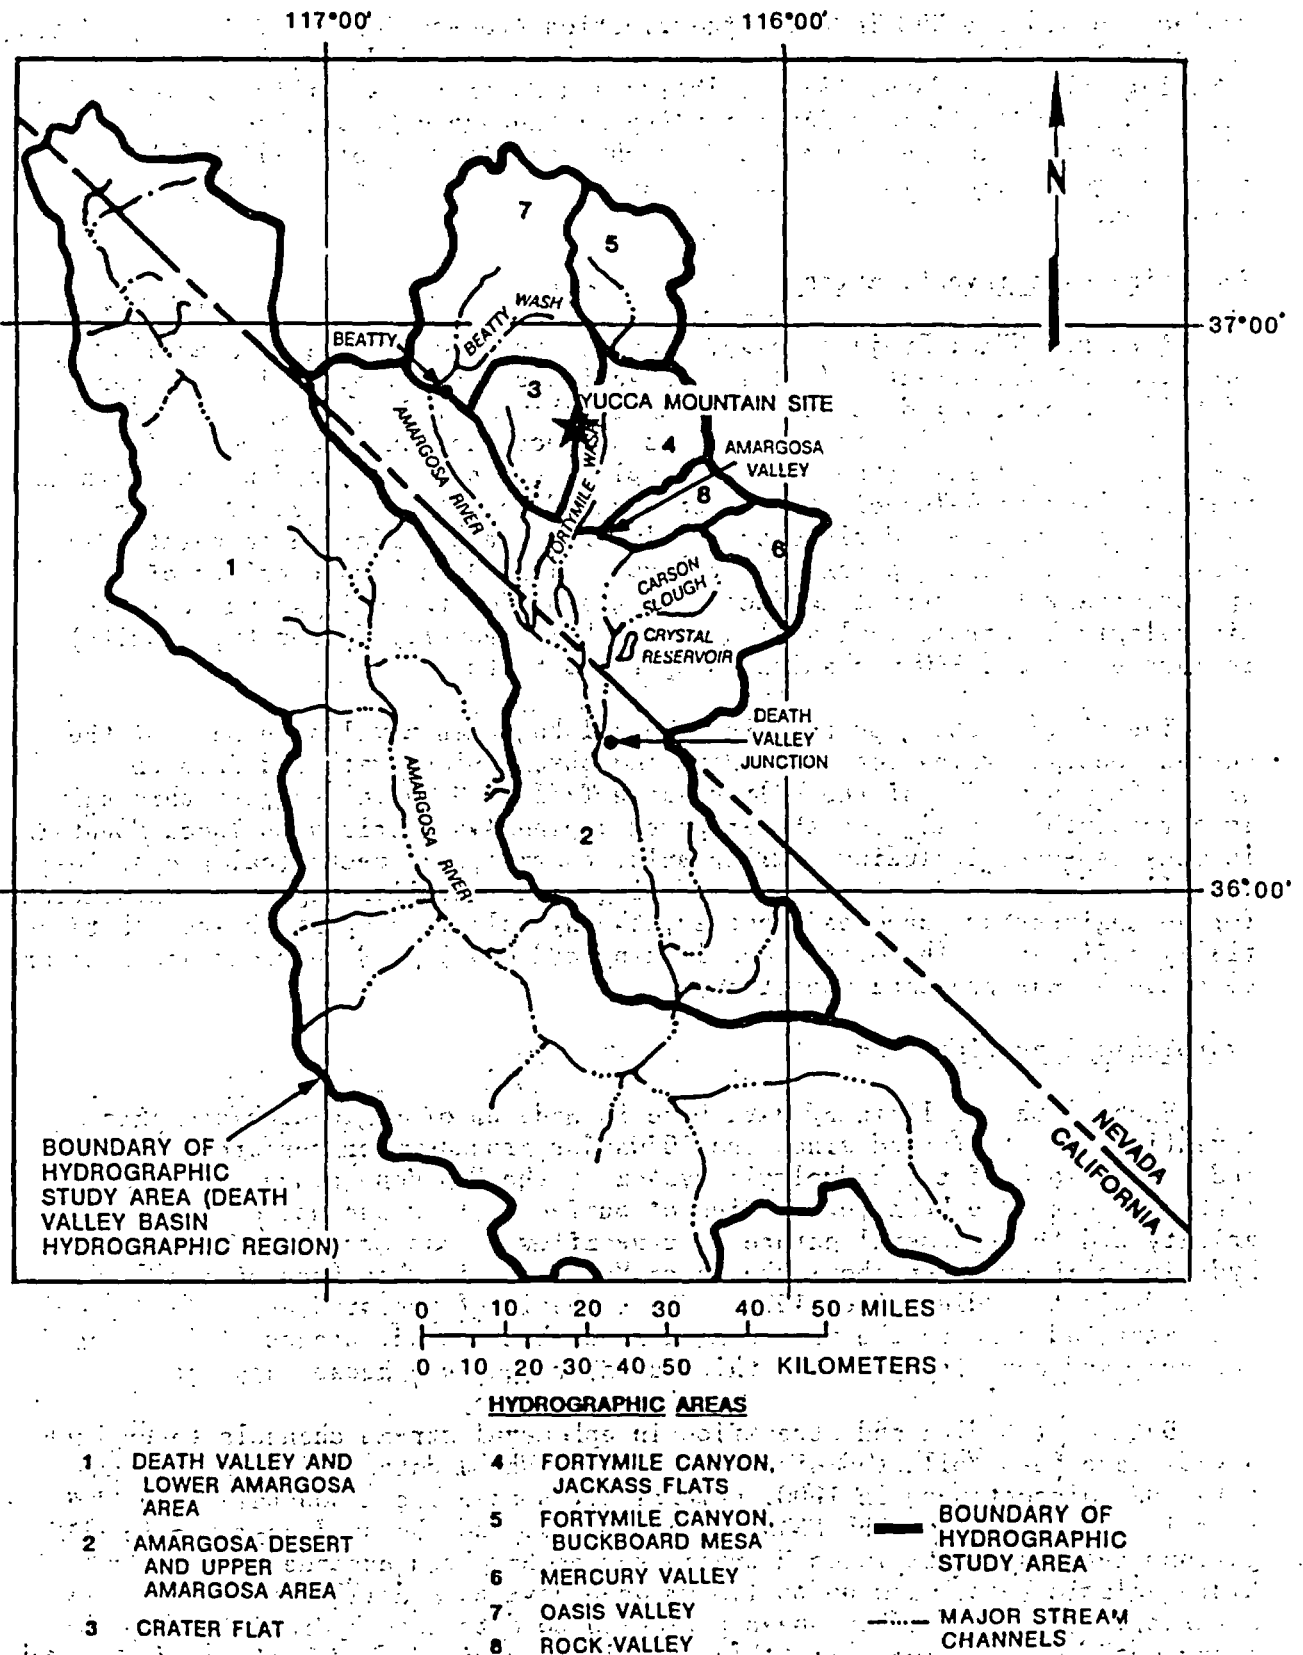 117°00'
116°00'
N
7
5
37°00'
BEATTY
BEATTY WASH
3
YUCCA MOUNTAIN SITE
4
AMARGOSA
VALLEY
AMARGOSA RIVER
8
FORTYMILE WASH
6
1
CARSON
SLOUGH
CRYSTAL
RESERVOIR
DEATH
VALLEY
JUNCTION
AMARGOSA RIVER
2
36°00'
NEVADA
CALIFORNIA
BOUNDARY OF
HYDROGRAPHIC
STUDY AREA (DEATH
VALLEY BASIN
HYDROGRAPHIC REGION)
0 10 20 30 40 50 MILES
0 10 20 30 40 50 KILOMETERS
HYDROGRAPHIC AREAS
1 DEATH VALLEY AND
LOWER AMARGOSA
AREA
2 AMARGOSA DESERT
AND UPPER
AMARGOSA AREA
3 CRATER FLAT
4 FORTYMILE CANYON,
JACKASS FLATS
5 FORTYMILE CANYON,
BUCKBOARD MESA
6 MERCURY VALLEY
7 OASIS VALLEY
8 ROCK VALLEY
BOUNDARY OF
HYDROGRAPHIC
STUDY AREA
MAJOR STREAM
CHANNELS